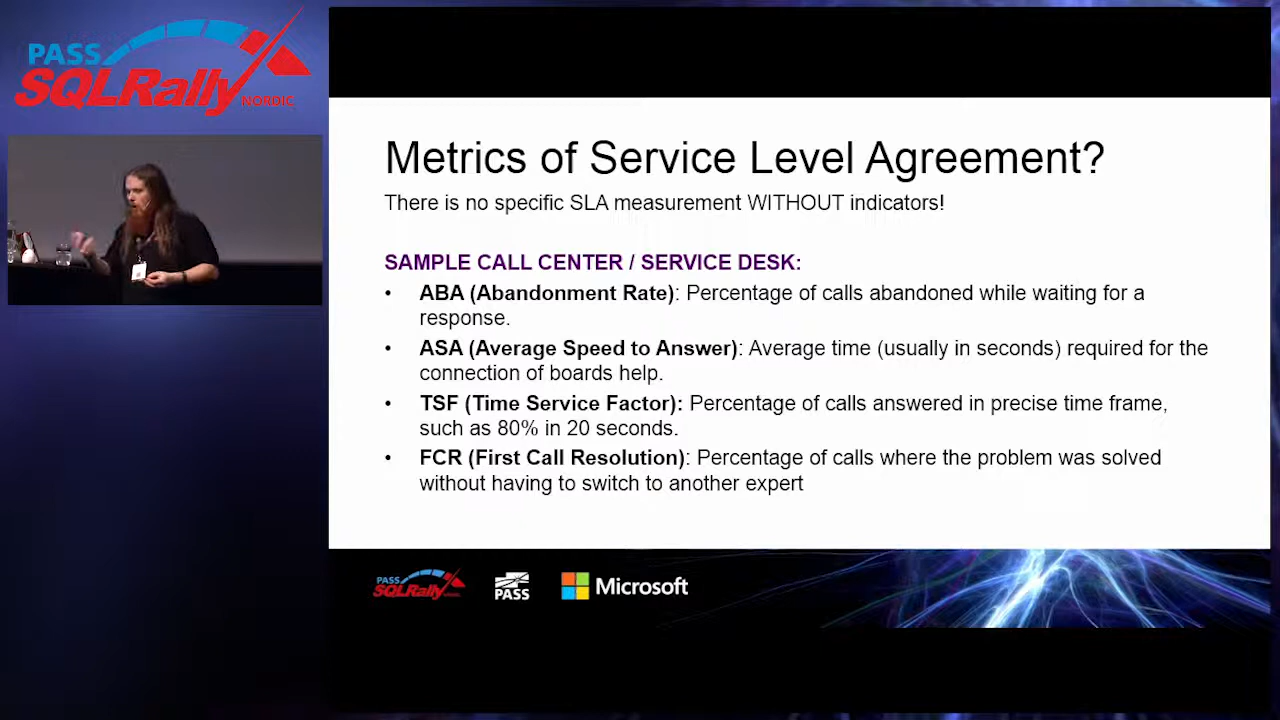 PASS
SQLRally
NORDIC
Metrics of Service Level Agreement?
There is no specific SLA measurement WITHOUT indicators!
SAMPLE CALL CENTER / SERVICE DESK:
• ABA (Abandonment Rate): Percentage of calls abandoned while waiting for a
response.
• ASA (Average Speed to Answer): Average time (usually in seconds) required for the
connection of boards help.
• TSF (Time Service Factor): Percentage of calls answered in precise time frame,
such as 80% in 20 seconds.
• FCR (First Call Resolution): Percentage of calls where the problem was solved
without having to switch to another expert
PASS
SQLRally
PASS
Microsoft